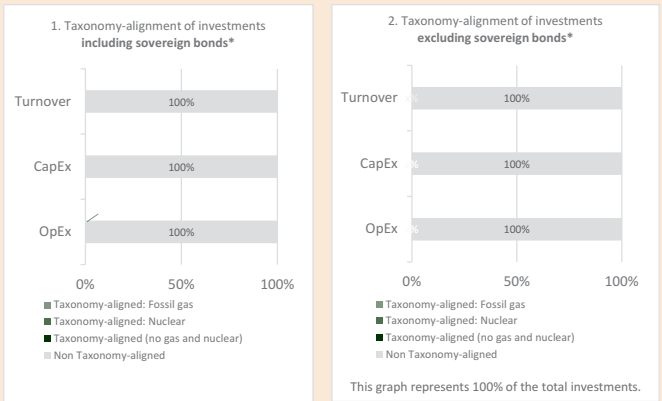 1. Taxonomy-alignment of investments
including sovereign bonds*
Turnover
100%
CapEx
100%
OpEx
100%
0% 50% 100%
Taxonomy-aligned: Fossil gas
Taxonomy-aligned: Nuclear
Taxonomy-aligned (no gas and nuclear)
Non Taxonomy-aligned
2. Taxonomy-alignment of investments
excluding sovereign bonds*
Turnover
100%
CapEx
% 100%
OpEx
% 100%
0% 50% 100%
Taxonomy-aligned: Fossil gas
Taxonomy-aligned: Nuclear
Taxonomy-aligned (no gas and nuclear)
Non Taxonomy-aligned
This graph represents 100% of the total investments.